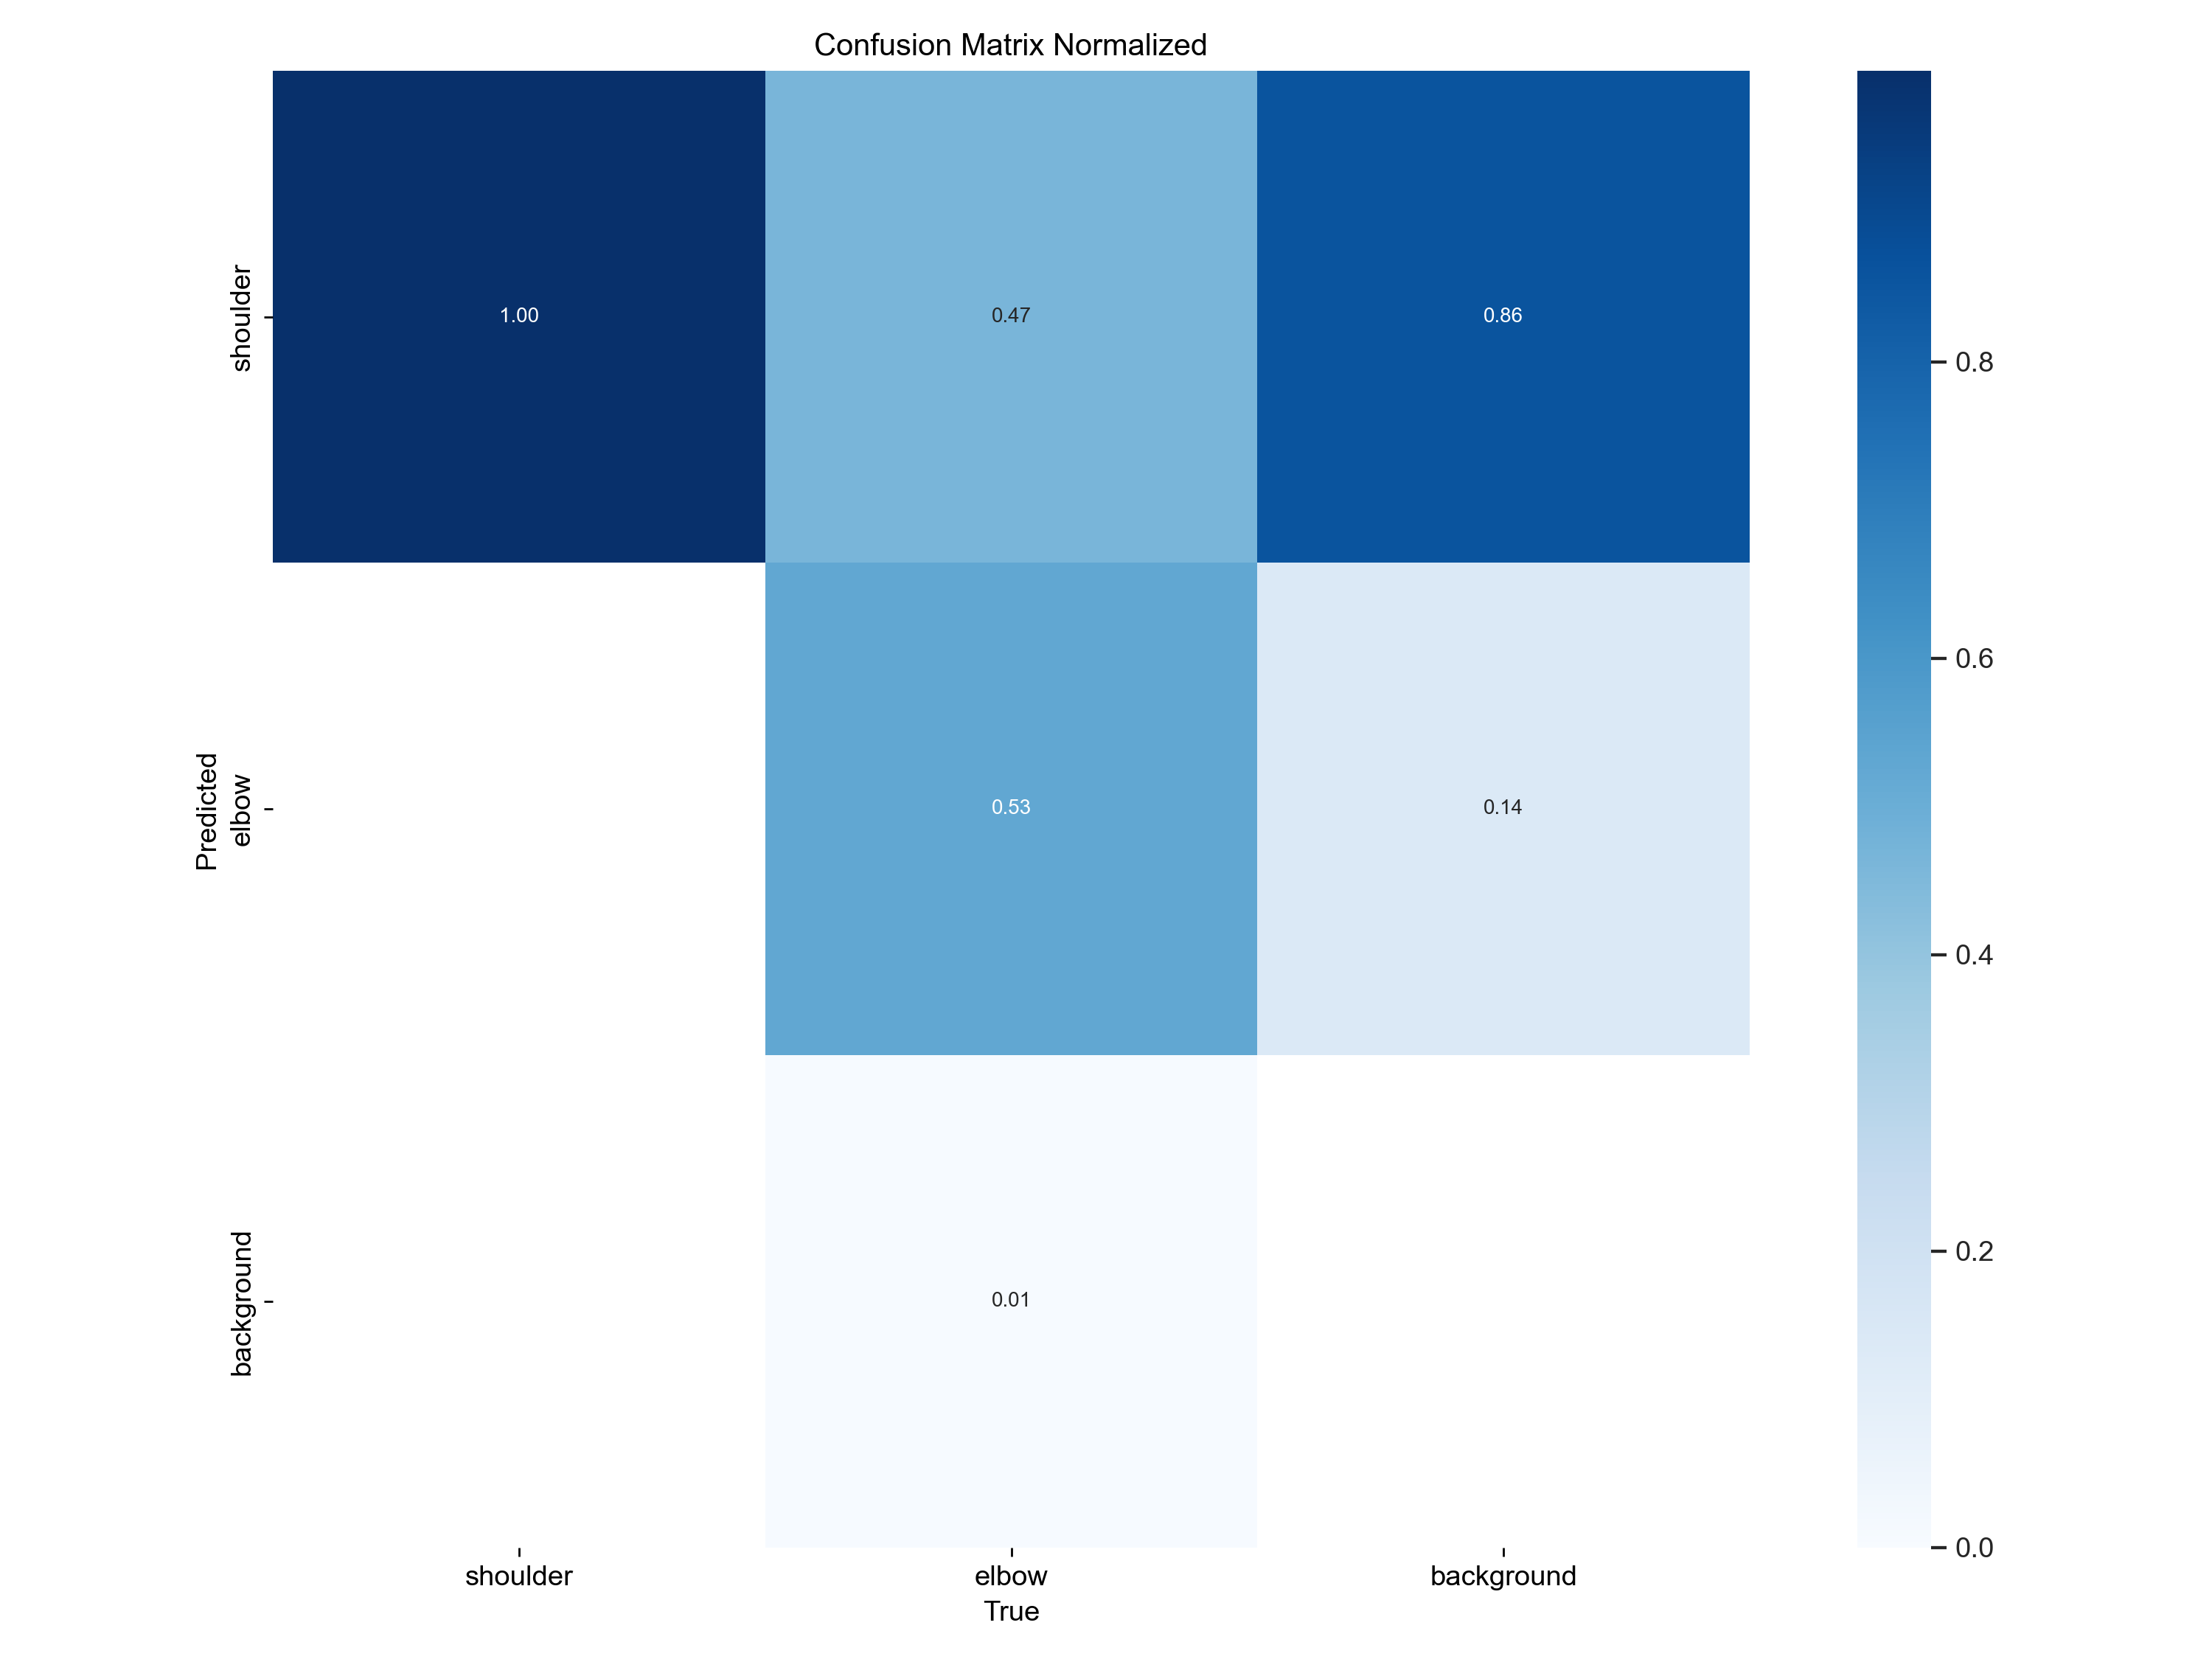 Confusion Matrix Normalized
shoulder
1.00
0.47
0.86
Predicted
elbow
0.53
0.14
background
0.01
shoulder
elbow
background
True
0.8
0.6
0.4
0.2
0.0